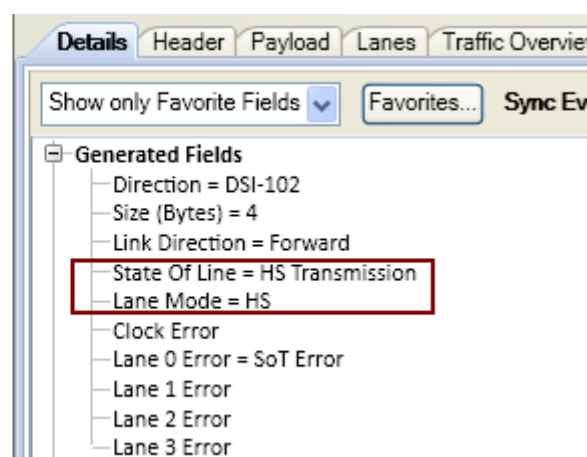 Details Header Payload Lanes Traffic Overvie
Show only Favorite Fields Favorites... Sync Ev
Generated Fields
Direction = DSI-102
Size (Bytes) = 4
Link Direction = Forward
State Of Line = HS Transmission
Lane Mode = HS
Clock Error
Lane 0 Error = SoT Error
Lane 1 Error
Lane 2 Error
Lane 3 Error